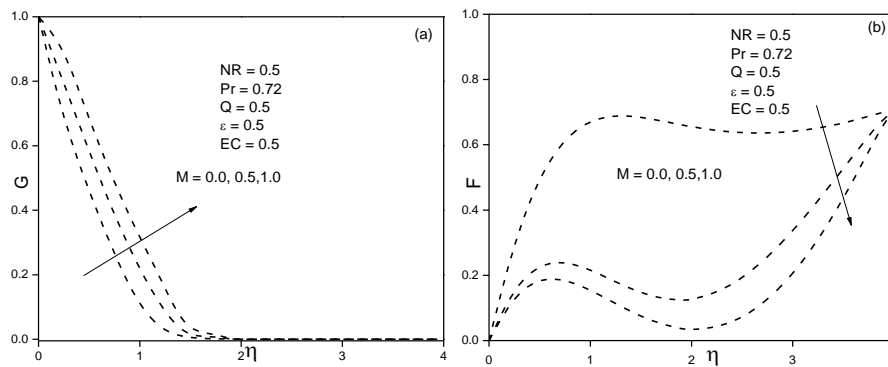 (a)
NR = 0.5
Pr = 0.72
Q = 0.5
ε = 0.5
EC = 0.5
M = 0.0, 0.5,1.0
G
1.0
0.8
0.6
0.4
0.2
0.0
0
1
2
3
4
η
(b)
NR = 0.5
Pr = 0.72
Q = 0.5
ε = 0.5
EC = 0.5
M = 0.0, 0.5,1.0
F
1.0
0.8
0.6
0.4
0.2
0.0
0
1
2
3
η